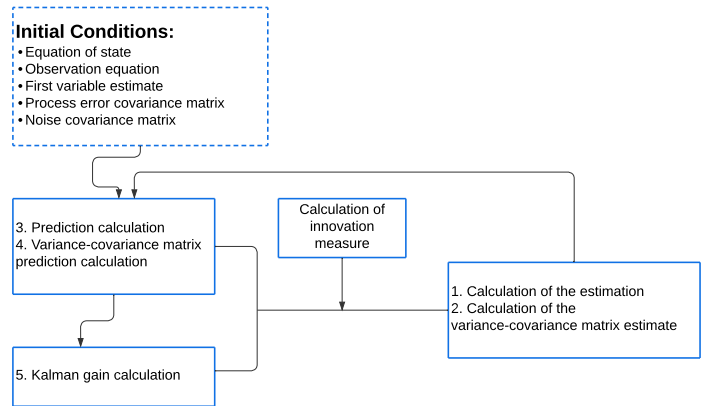 Initial Conditions:
• Equation of state
• Observation equation
• First variable estimate
• Process error covariance matrix
• Noise covariance matrix
3. Prediction calculation
4. Variance-covariance matrix
prediction calculation
Calculation of
innovation
measure
1. Calculation of the estimation
2. Calculation of the
variance-covariance matrix estimate
5. Kalman gain calculation